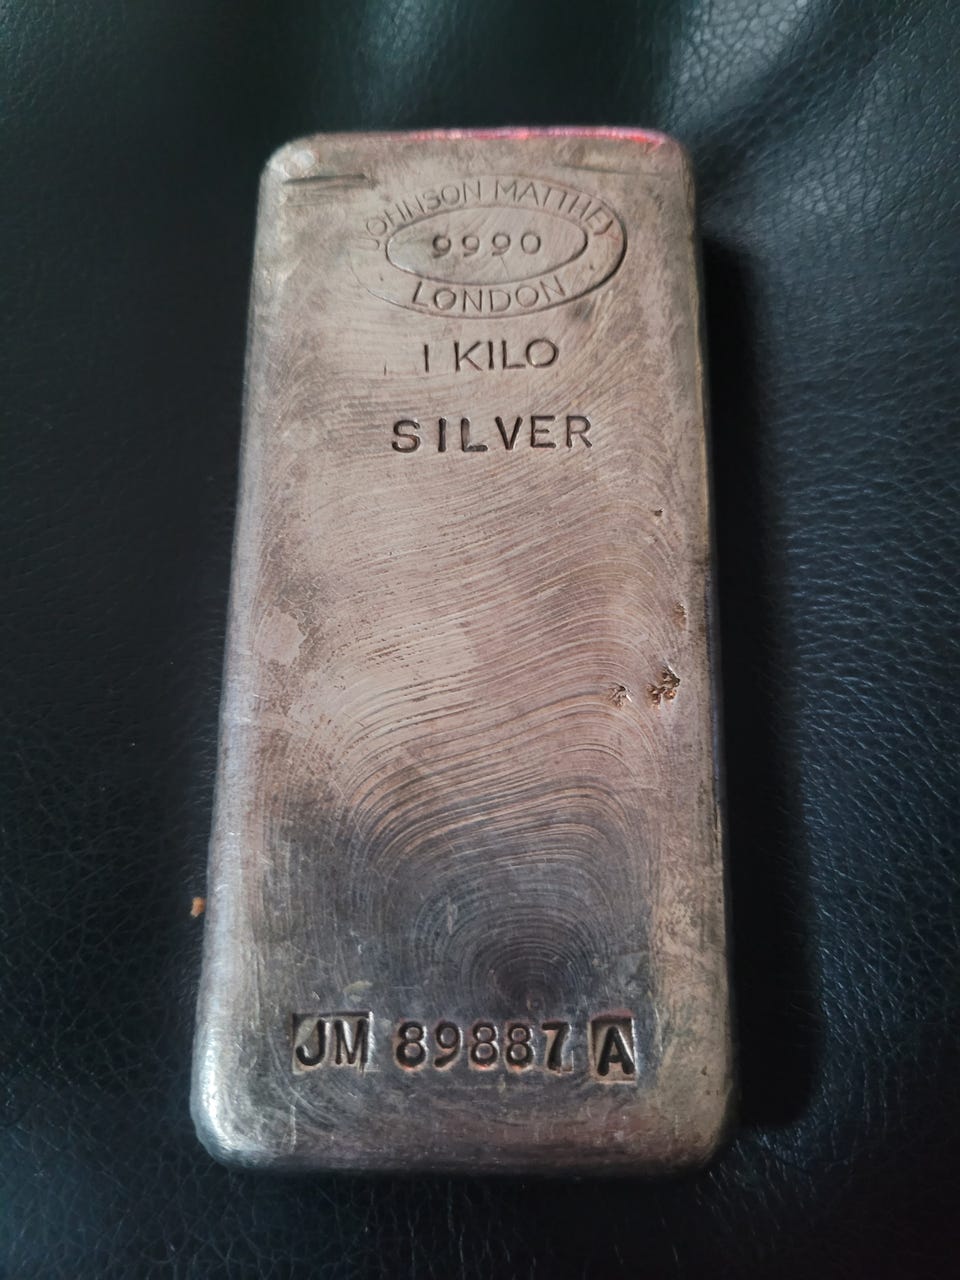 JOHNSON MATTHEY
9990
LONDON
1 KILO
SILVER
JM 89887 A